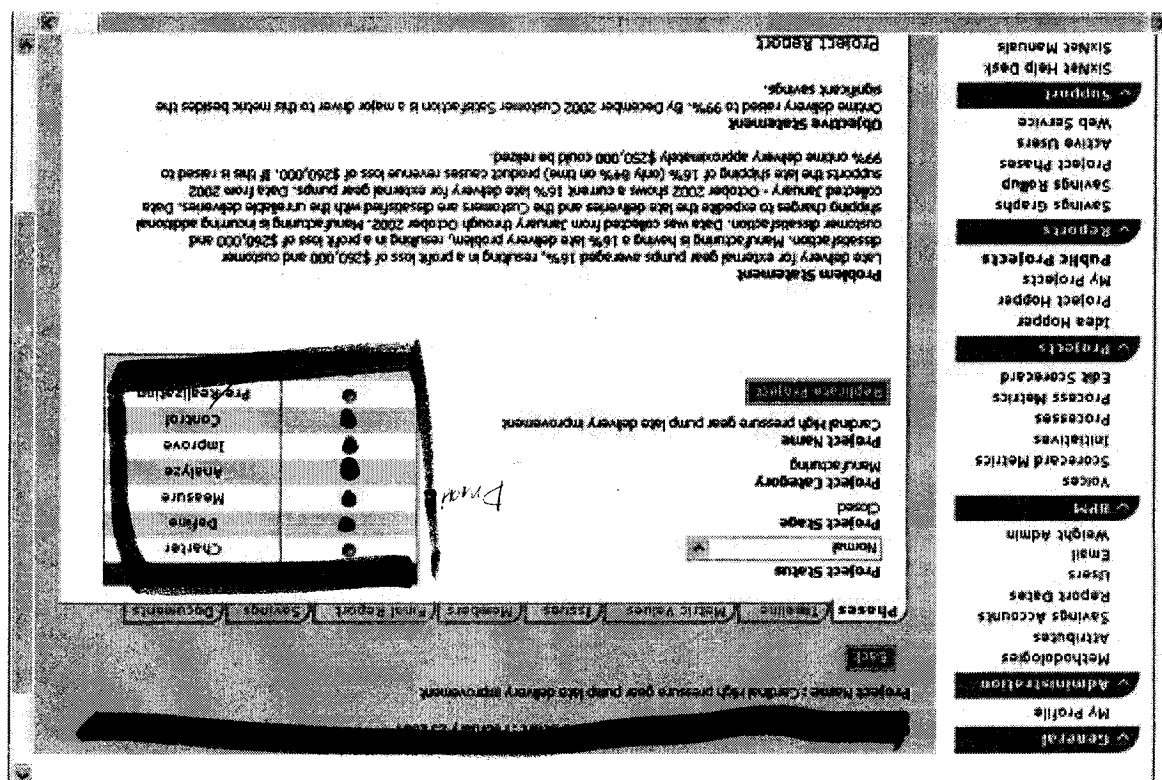 General
My Profile
Administration
Methodologies
Attributes
Savings Accounts
Report Dates
Users
Email
Weight Admin
BPM
Voices
Scorecard Metrics
Initiatives
Processes
Process Metrics
Edit Scorecard
Projects
Idea Hopper
Project Hopper
My Projects
Public Projects
Reports
Savings Graphs
Savings Rollup
Project Phases
Active Users
Web Service
Support
SixNet Help Desk
SixNet Manuals
Project Name : Cardinal High pressure gear pump late delivery improvement
Back
Phases Timeline Metric Values Issues Members Final Report Savings Documents
Project Status
Normal
Project Stage
Closed
Project Category
Manufacturing
Project Name
Cardinal High pressure gear pump late delivery improvement
Replicate Project
Dmai
Charter
Define
Measure
Analyze
Improve
Control
Pre-Realization
Problem Statement
Late delivery for external gear pumps averaged 16%, resulting in a profit loss of $260,000 and customer
dissatisfaction. Manufacturing is having a 16% late delivery problem, resulting in a profit loss of $260,000 and
customer dissatisfaction. Data was collected from January through October 2002. Manufacturing is incurring additional
shipping charges to expedite the late deliveries and the Customers are dissatisfied with the unreliable deliveries. Data
collected January - October 2002 shows a current 16% late delivery for external gear pumps. Data from 2002
supports the late shipping of 16% (only 84% on time) product causes revenue loss of $260,000. If this is raised to
99% ontime delivery approximately $250,000 could be relized.
Objective Statement
Ontime delivery raised to 99%. By December 2002 Customer Satisfaction is a major driver to this metric besides the
significant savings.
Project Report